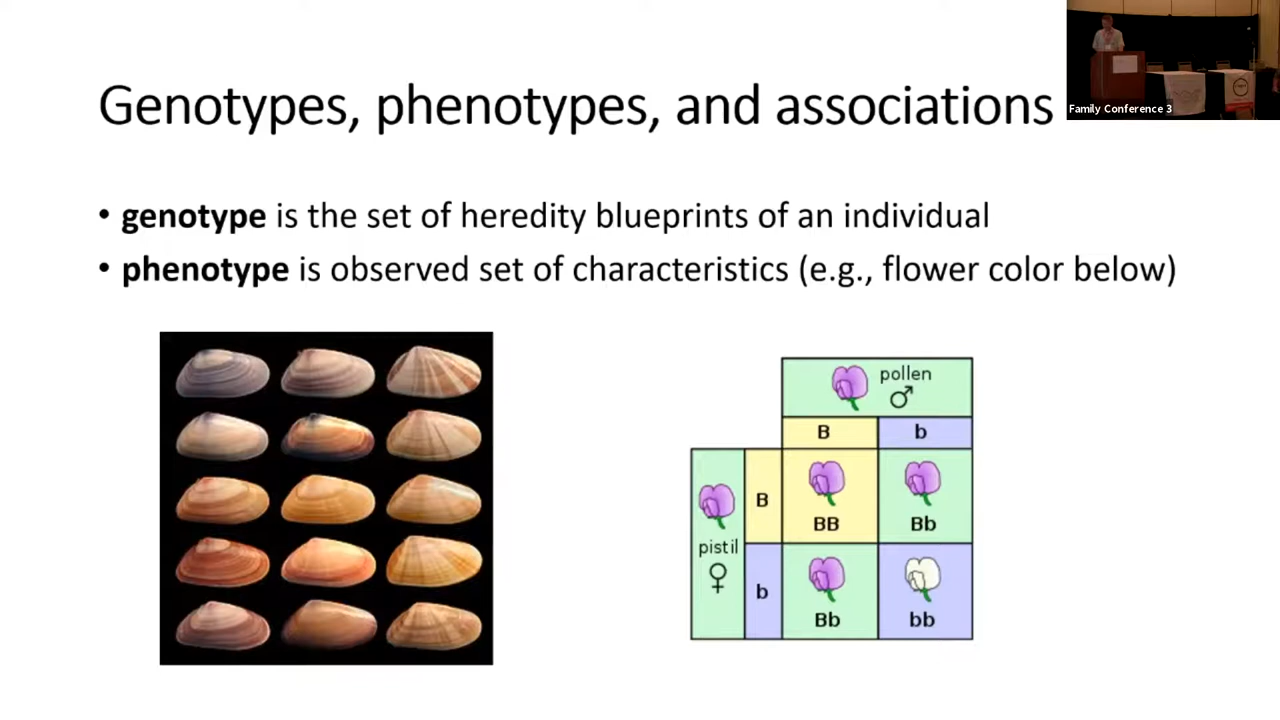 Genotypes, phenotypes, and associations
Family Conference 3
• genotype is the set of heredity blueprints of an individual
• phenotype is observed set of characteristics (e.g., flower color below)
pollen
♂
B b
pistil
♀
B
BB Bb
b
Bb bb